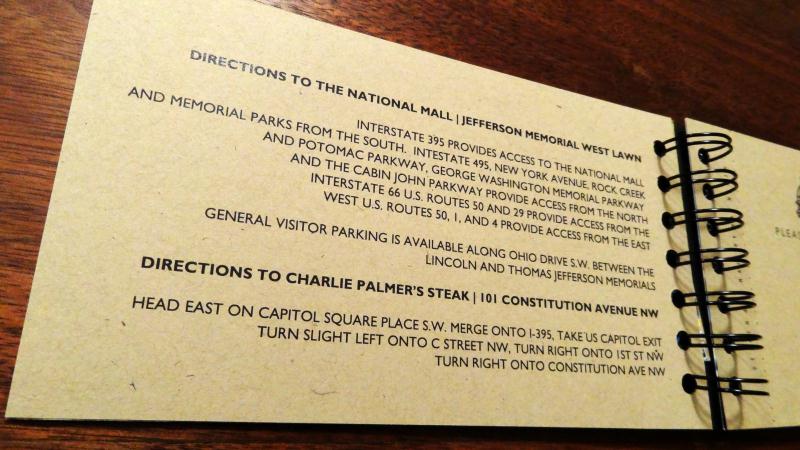 DIRECTIONS TO THE NATIONAL MALL | JEFFERSON MEMORIAL WEST LAWN
INTERSTATE 395 PROVIDES ACCESS TO THE NATIONAL MALL
AND MEMORIAL PARKS FROM THE SOUTH. INTESTATE 495, NEW YORK AVENUE, ROCK CREEK
AND POTOMAC PARKWAY, GEORGE WASHINGTON MEMORIAL PARKWAY
AND THE CABIN JOHN PARKWAY PROVIDE ACCESS FROM THE NORTH
INTERSTATE 66 U.S. ROUTES 50 AND 29 PROVIDE ACCESS FROM THE
WEST U.S. ROUTES 50, 1, AND 4 PROVIDE ACCESS FROM THE EAST
GENERAL VISITOR PARKING IS AVAILABLE ALONG OHIO DRIVE S.W. BETWEEN THE
LINCOLN AND THOMAS JEFFERSON MEMORIALS
DIRECTIONS TO CHARLIE PALMER'S STEAK | 101 CONSTITUTION AVENUE NW
HEAD EAST ON CAPITOL SQUARE PLACE S.W. MERGE ONTO I-395, TAKE US CAPITOL EXIT
TURN SLIGHT LEFT ONTO C STREET NW, TURN RIGHT ONTO 1ST ST NW
TURN RIGHT ONTO CONSTITUTION AVE NW